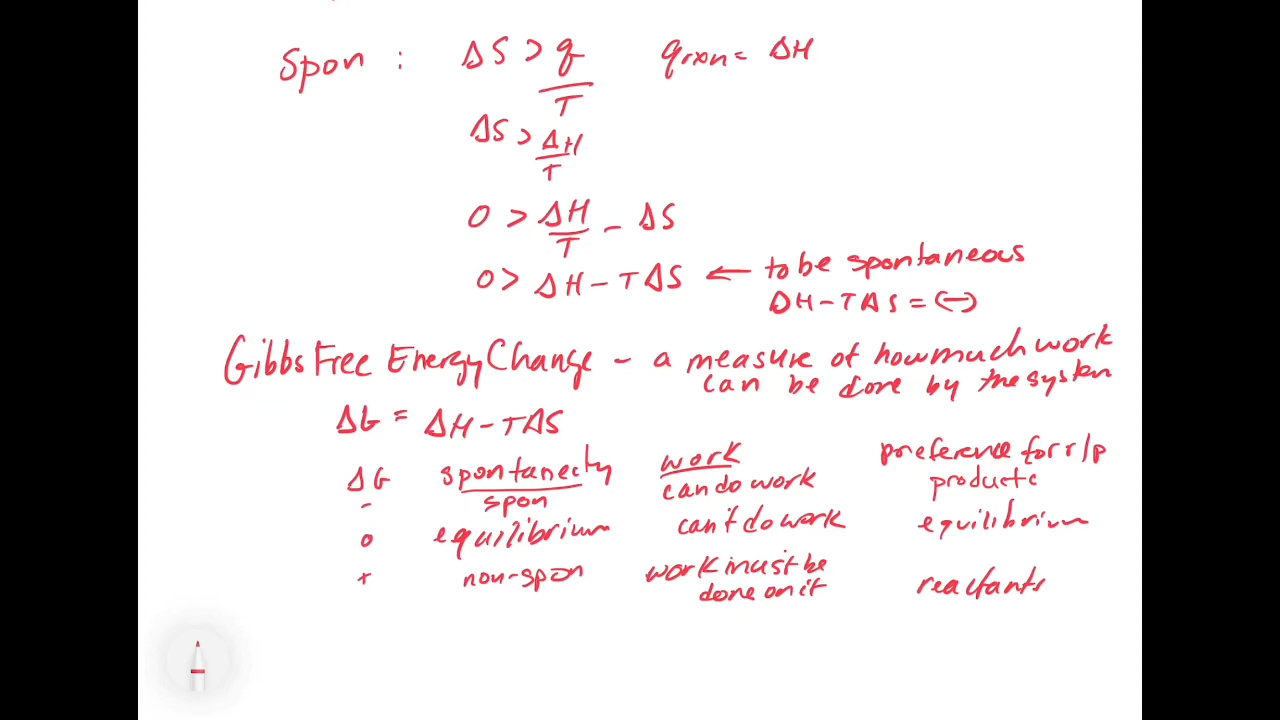 Spon : ΔS > q/T qrxn = ΔH
ΔS > ΔH/T
0 > ΔH/T - ΔS
0 > ΔH - TΔS ← to be spontaneous
ΔH - TΔS = (-)
Gibbs Free Energy Change - a measure of how much work
can be done by the system
ΔG = ΔH - TΔS
ΔG spontaneity work preference for r/p
- spon can do work products
0 equilibrium can't do work equilibrium
+ non-spon work must be done on it reactants